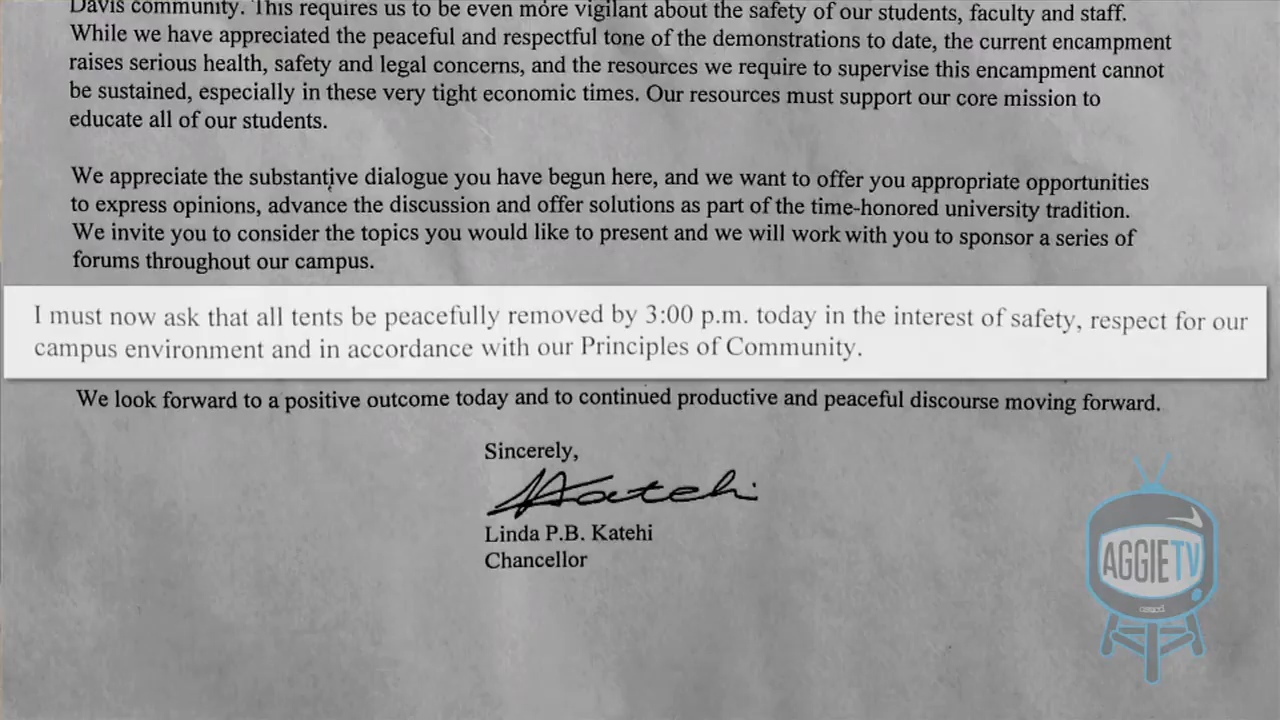 Davis community. This requires us to be even more vigilant about the safety of our students, faculty and staff.
While we have appreciated the peaceful and respectful tone of the demonstrations to date, the current encampment
raises serious health, safety and legal concerns, and the resources we require to supervise this encampment cannot
be sustained, especially in these very tight economic times. Our resources must support our core mission to
educate all of our students.
We appreciate the substantive dialogue you have begun here, and we want to offer you appropriate opportunities
to express opinions, advance the discussion and offer solutions as part of the time-honored university tradition.
We invite you to consider the topics you would like to present and we will work with you to sponsor a series of
forums throughout our campus.
I must now ask that all tents be peacefully removed by 3:00 p.m. today in the interest of safety, respect for our
campus environment and in accordance with our Principles of Community.
We look forward to a positive outcome today and to continued productive and peaceful discourse moving forward.
Sincerely,
Katehi
Linda P.B. Katehi
Chancellor
AGGIETV